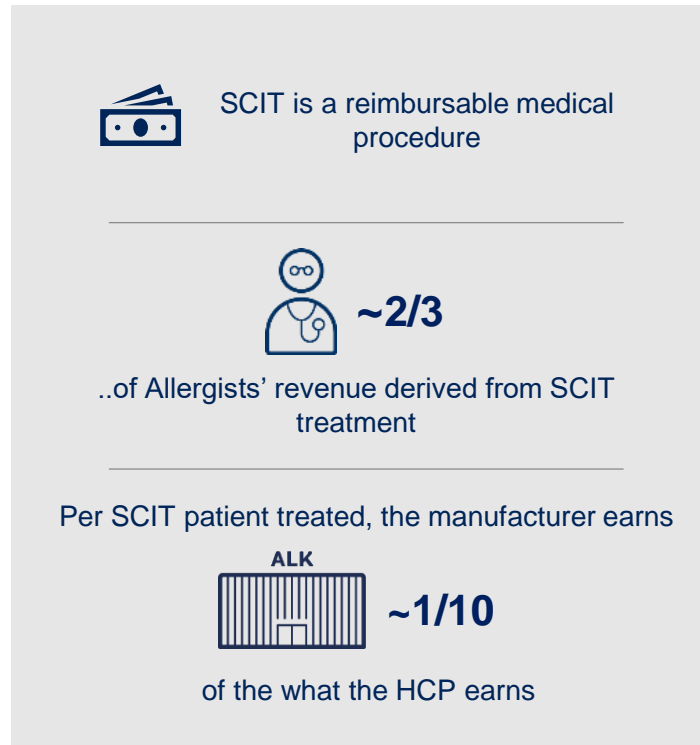 SCIT is a reimbursable medical
procedure
~2/3
..of Allergists’ revenue derived from SCIT
treatment
Per SCIT patient treated, the manufacturer earns
ALK
~1/10
of the what the HCP earns